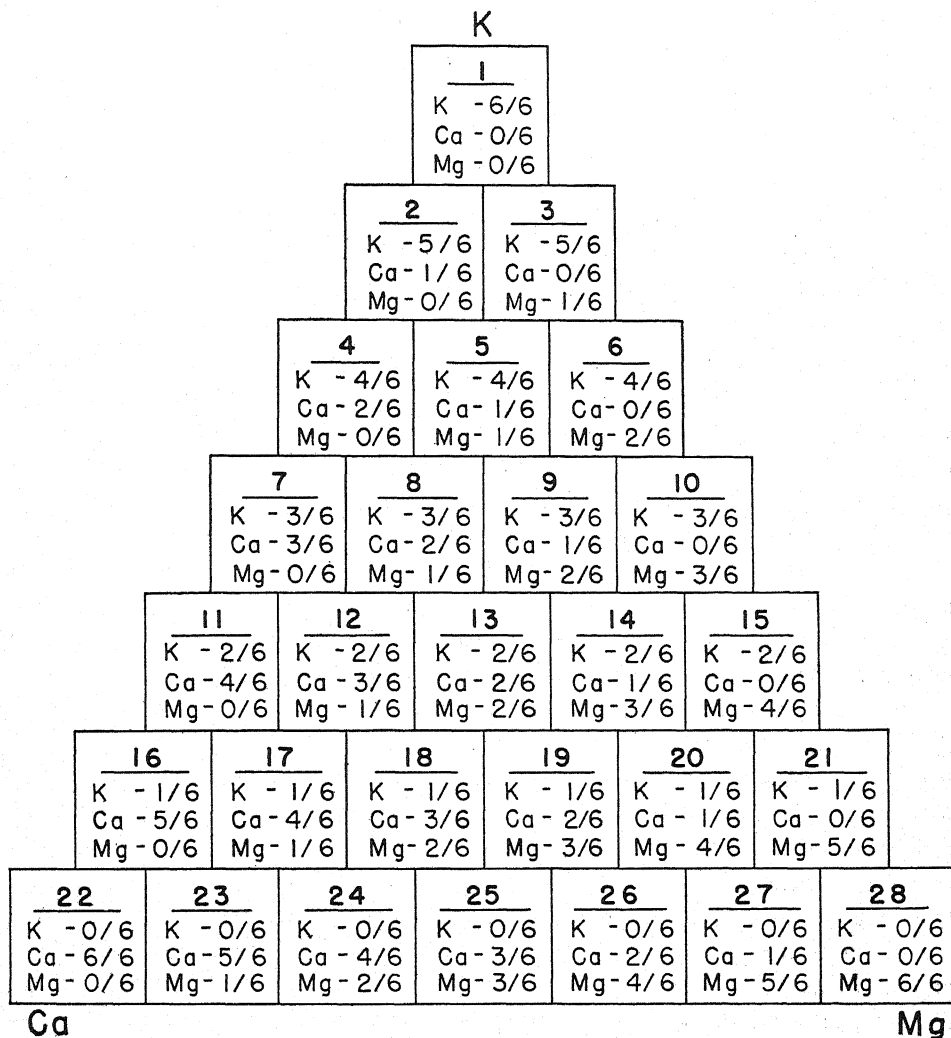 K
1
K - 6/6
Ca - 0/6
Mg - 0/6
2
K - 5/6
Ca - 1/6
Mg - 0/6
3
K - 5/6
Ca - 0/6
Mg - 1/6
4
K - 4/6
Ca - 2/6
Mg - 0/6
5
K - 4/6
Ca - 1/6
Mg - 1/6
6
K - 4/6
Ca - 0/6
Mg - 2/6
7
K - 3/6
Ca - 3/6
Mg - 0/6
8
K - 3/6
Ca - 2/6
Mg - 1/6
9
K - 3/6
Ca - 1/6
Mg - 2/6
10
K - 3/6
Ca - 0/6
Mg - 3/6
11
K - 2/6
Ca - 4/6
Mg - 0/6
12
K - 2/6
Ca - 3/6
Mg - 1/6
13
K - 2/6
Ca - 2/6
Mg - 2/6
14
K - 2/6
Ca - 1/6
Mg - 3/6
15
K - 2/6
Ca - 0/6
Mg - 4/6
16
K - 1/6
Ca - 5/6
Mg - 0/6
17
K - 1/6
Ca - 4/6
Mg - 1/6
18
K - 1/6
Ca - 3/6
Mg - 2/6
19
K - 1/6
Ca - 2/6
Mg - 3/6
20
K - 1/6
Ca - 1/6
Mg - 4/6
21
K - 1/6
Ca - 0/6
Mg - 5/6
22
K - 0/6
Ca - 6/6
Mg - 0/6
23
K - 0/6
Ca - 5/6
Mg - 1/6
24
K - 0/6
Ca - 4/6
Mg - 2/6
25
K - 0/6
Ca - 3/6
Mg - 3/6
26
K - 0/6
Ca - 2/6
Mg - 4/6
27
K - 0/6
Ca - 1/6
Mg - 5/6
28
K - 0/6
Ca - 0/6
Mg - 6/6
Ca
Mg